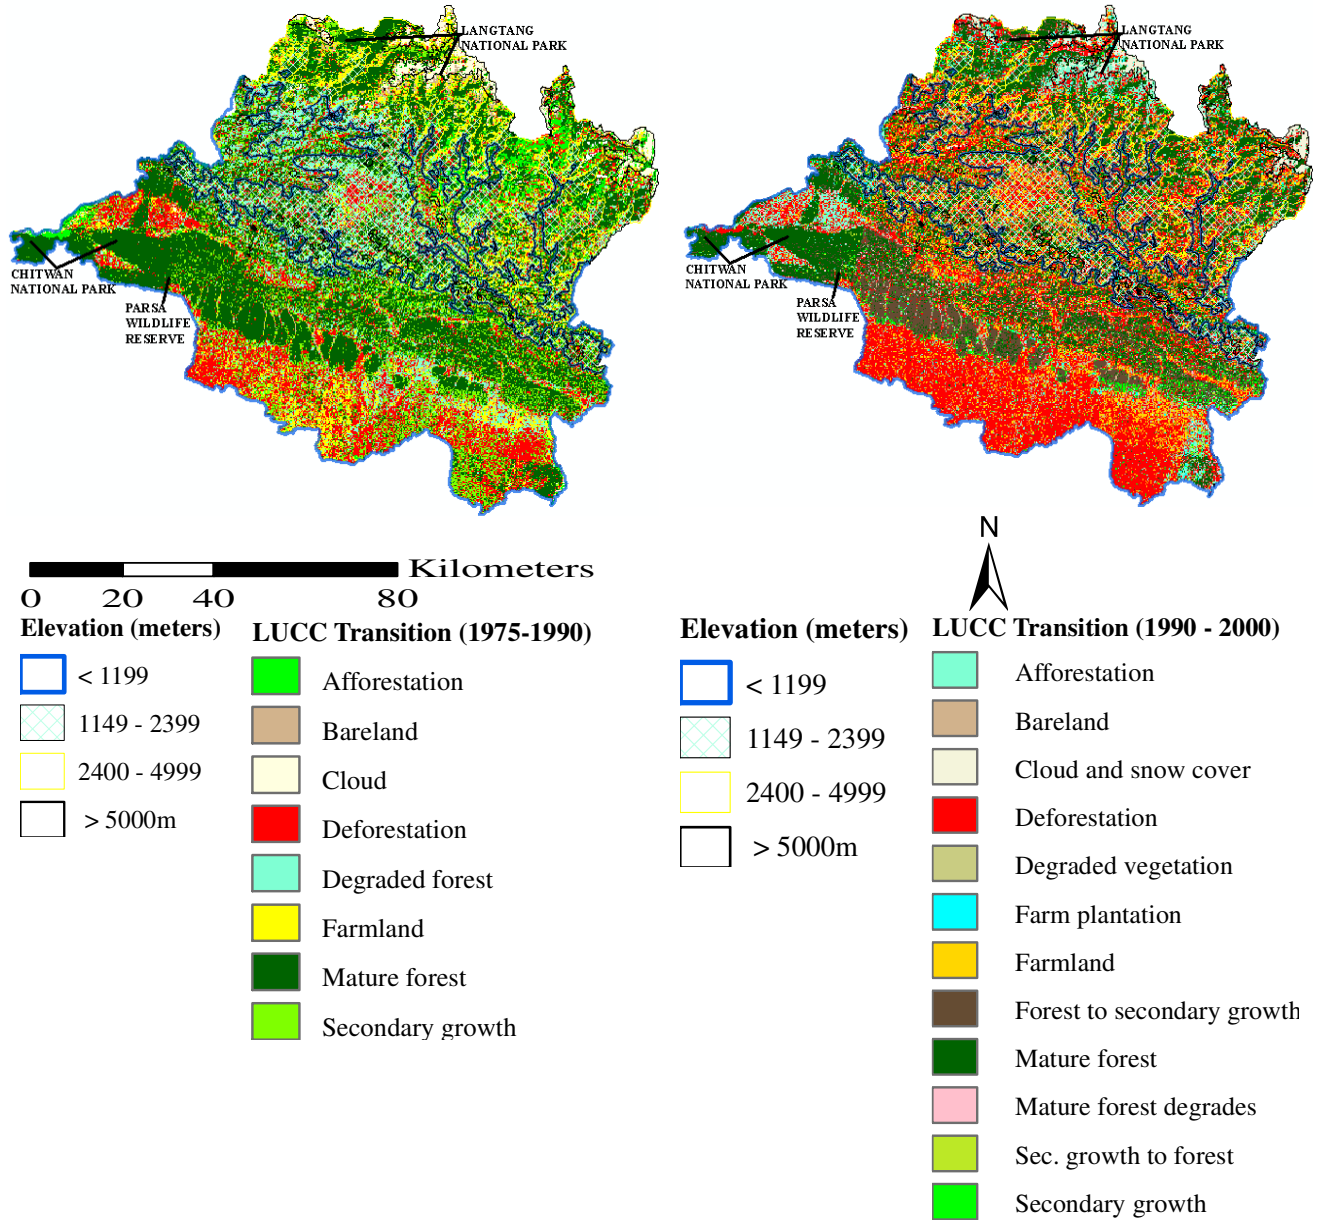 LANGTANG
NATIONAL PARK
CHITWAN
NATIONAL PARK
PARSA
WILDLIFE
RESERVE
LANGTANG
NATIONAL PARK
CHITWAN
NATIONAL PARK
PARSA
WILDLIFE
RESERVE
N
Kilometers
0 20 40 80
Elevation (meters)
< 1199
1149 - 2399
2400 - 4999
> 5000m
LUCC Transition (1975-1990)
Afforestation
Bareland
Cloud
Deforestation
Degraded forest
Farmland
Mature forest
Secondary growth
Elevation (meters)
< 1199
1149 - 2399
2400 - 4999
> 5000m
LUCC Transition (1990 - 2000)
Afforestation
Bareland
Cloud and snow cover
Deforestation
Degraded vegetation
Farm plantation
Farmland
Forest to secondary growth
Mature forest
Mature forest degrades
Sec. growth to forest
Secondary growth